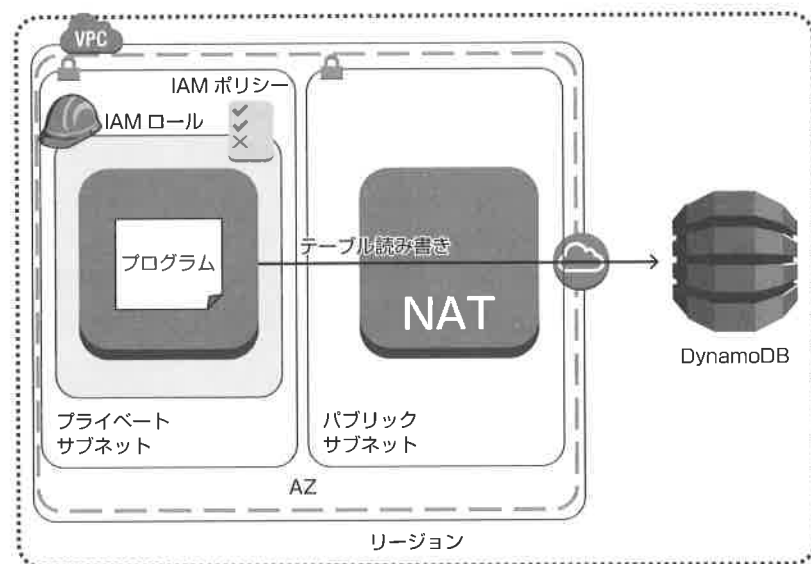 VPC
IAM ポリシー
IAM ロール
プログラム
テーブル読み書き
NAT
DynamoDB
プライベート
サブネット
パブリック
サブネット
AZ
リージョン